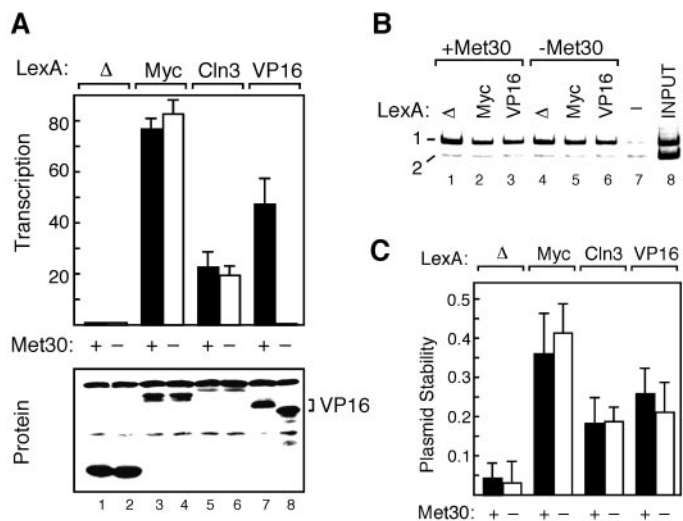 A
LexA: Δ Myc Cln3 VP16
Transcription
80
60
40
20
Met30: + − + − + − + −
Protein
VP16
1 2 3 4 5 6 7 8
B
+Met30 -Met30
LexA: Δ Myc VP16 Δ Myc VP16 − INPUT
1
2
1 2 3 4 5 6 7 8
C
LexA: Δ Myc Cln3 VP16
Plasmid Stability
0.5
0.4
0.3
0.2
0.1
Met30: + − + − + − + −